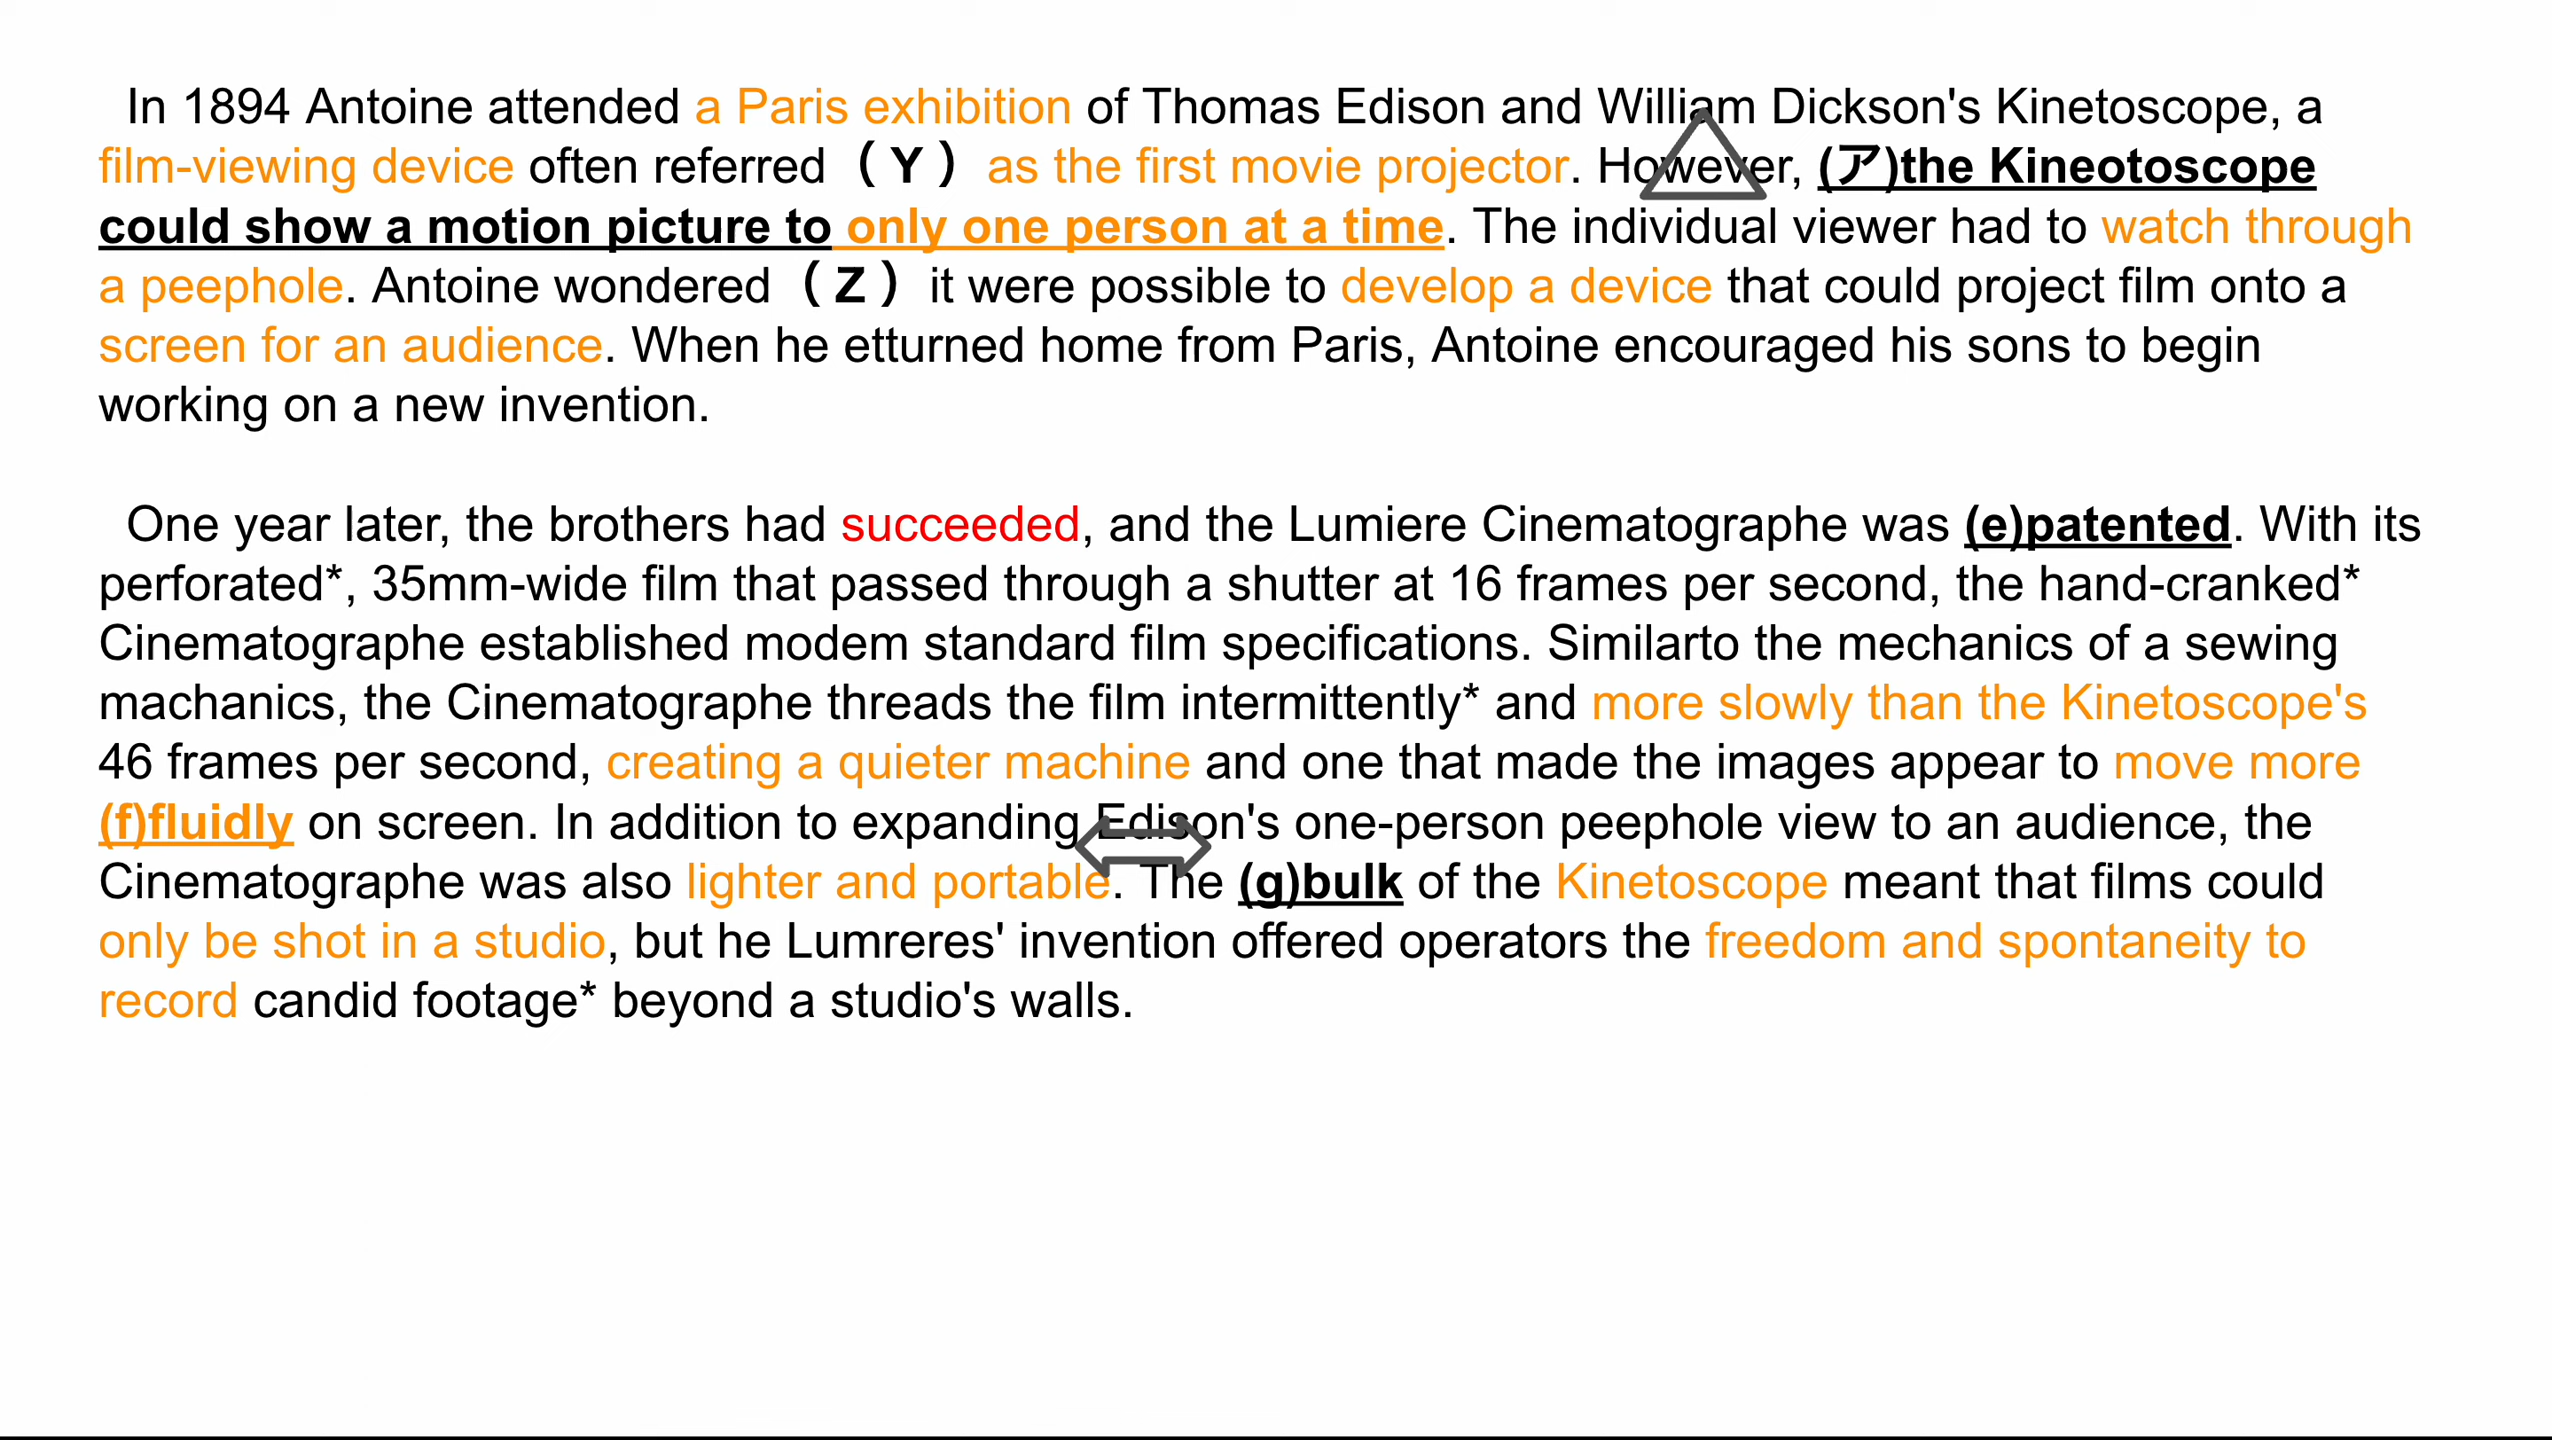 In 1894 Antoine attended a Paris exhibition of Thomas Edison and William Dickson's Kinetoscope, a
film-viewing device often referred （Y） as the first movie projector. However, (ア)the Kineotoscope
could show a motion picture to only one person at a time. The individual viewer had to watch through
a peephole. Antoine wondered （Z） it were possible to develop a device that could project film onto a
screen for an audience. When he etturned home from Paris, Antoine encouraged his sons to begin
working on a new invention.
One year later, the brothers had succeeded, and the Lumiere Cinematographe was (e)patented. With its
perforated*, 35mm-wide film that passed through a shutter at 16 frames per second, the hand-cranked*
Cinematographe established modem standard film specifications. Similarto the mechanics of a sewing
machanics, the Cinematographe threads the film intermittently* and more slowly than the Kinetoscope's
46 frames per second, creating a quieter machine and one that made the images appear to move more
(f)fluidly on screen. In addition to expanding Edison's one-person peephole view to an audience, the
Cinematographe was also lighter and portable. The (g)bulk of the Kinetoscope meant that films could
only be shot in a studio, but he Lumreres' invention offered operators the freedom and spontaneity to
record candid footage* beyond a studio's walls.